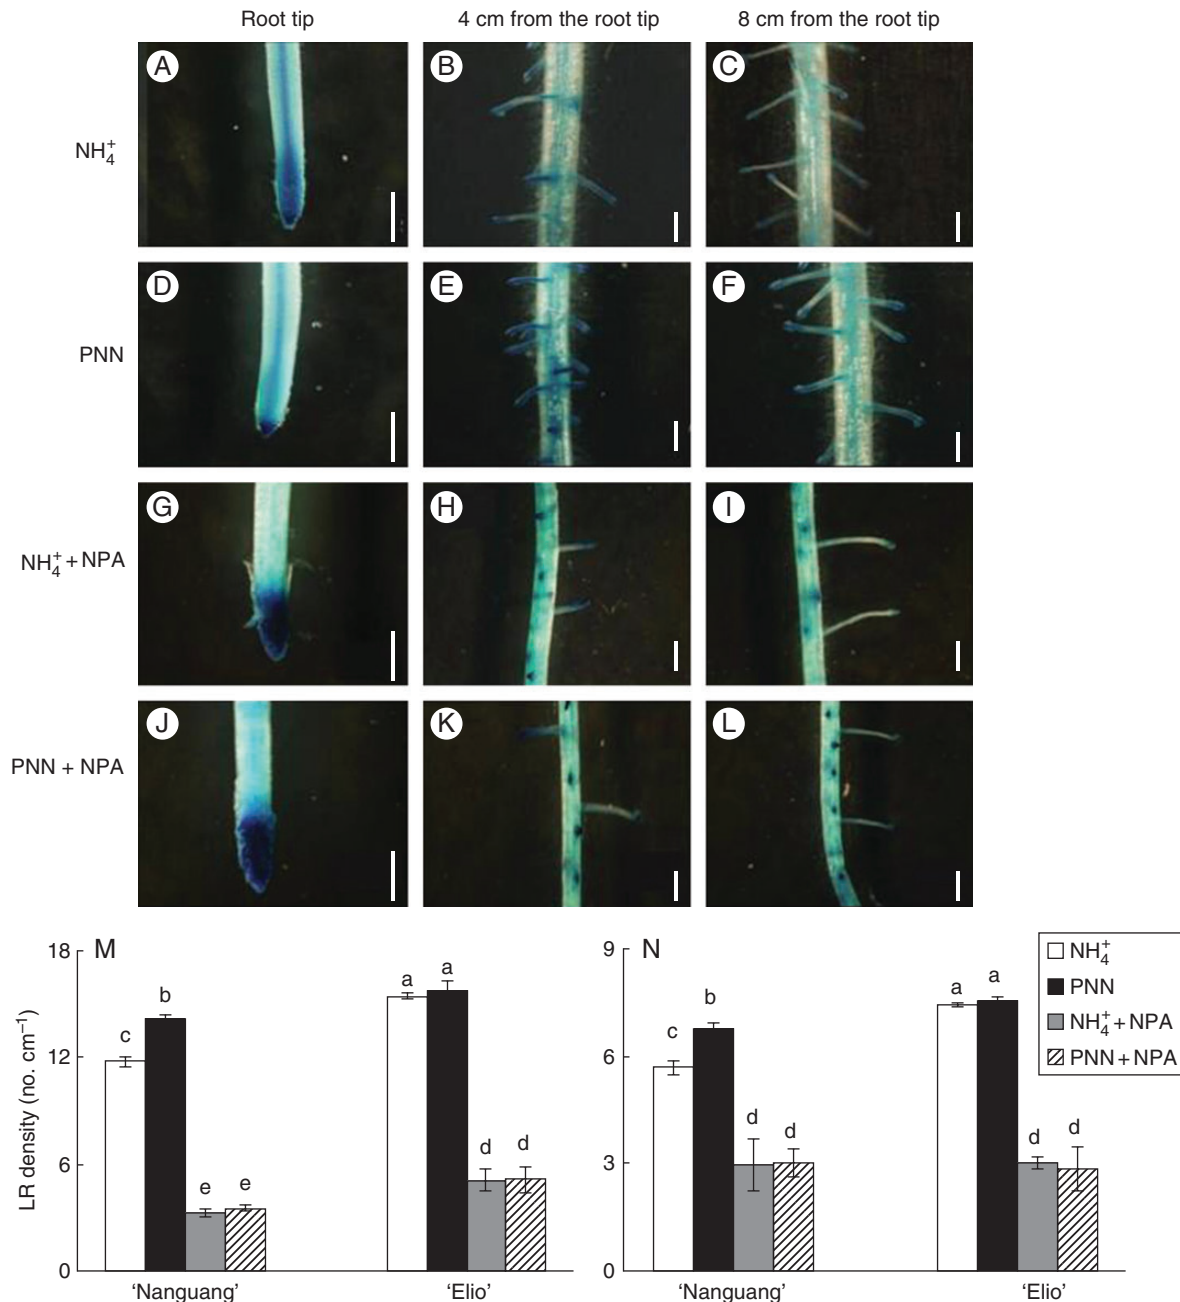 Root tip 4 cm from the root tip 8 cm from the root tip
A B C
NH₄⁺
D E F
PNN
G H I
NH₄⁺ + NPA
J K L
PNN + NPA
M
18
12
6
0
LR density (no. cm⁻¹)
c b e e a a d d
'Nanguang' 'Elio'
N
9
6
3
0
c b d d a a d d
'Nanguang' 'Elio'
NH₄⁺
PNN
NH₄⁺ + NPA
PNN + NPA